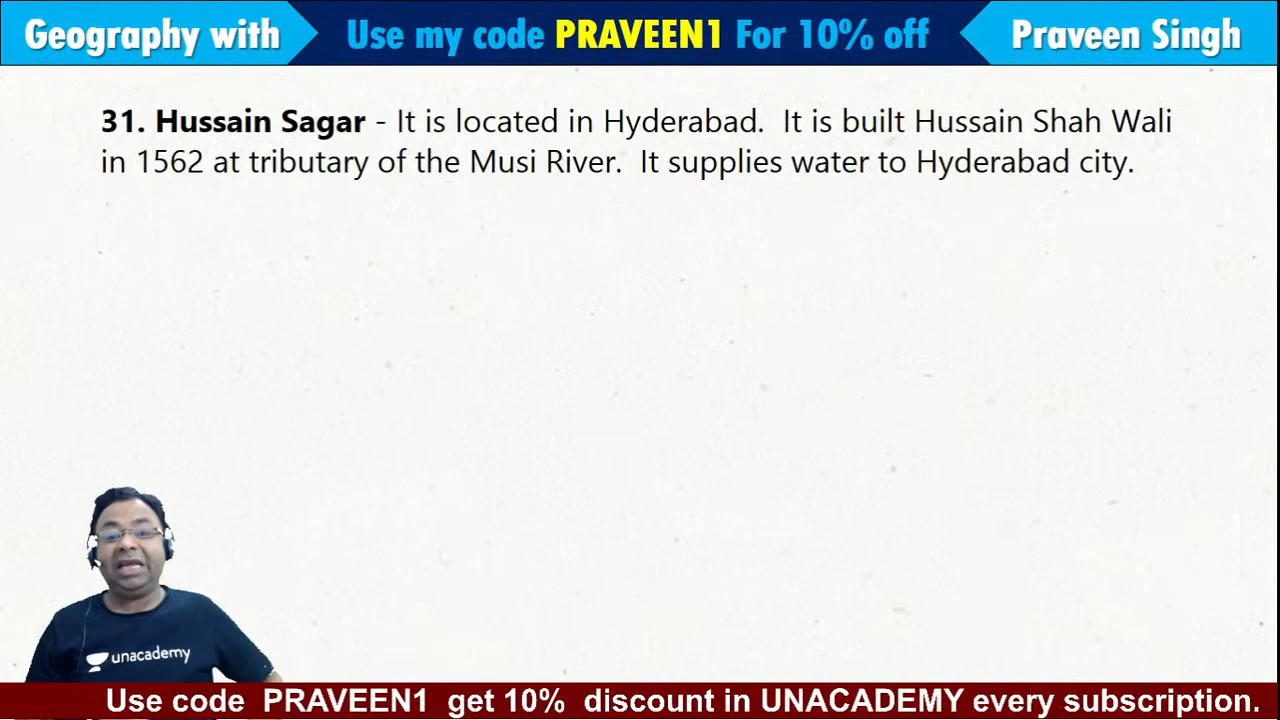 Geography with
Use my code PRAVEEN1 For 10% off
Praveen Singh
31. Hussain Sagar - It is located in Hyderabad. It is built Hussain Shah Wali
in 1562 at tributary of the Musi River. It supplies water to Hyderabad city.
unacademy
Use code PRAVEEN1 get 10% discount in UNACADEMY every subscription.